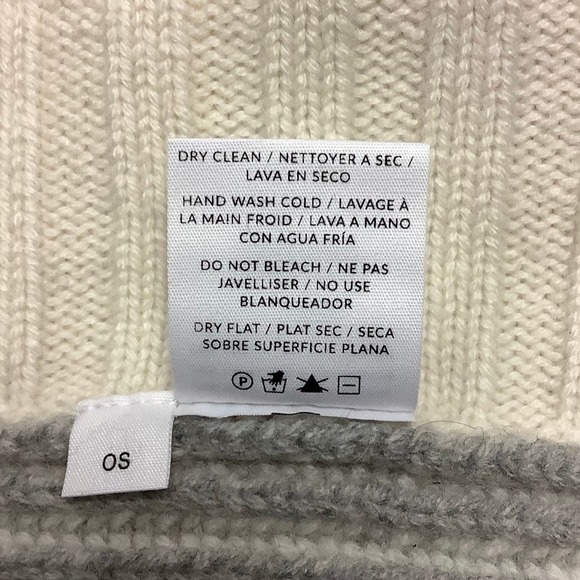 DRY CLEAN / NETTOYER A SEC /
LAVA EN SECO
HAND WASH COLD / LAVAGE À
LA MAIN FROID / LAVA A MANO
CON AGUA FRÍA
DO NOT BLEACH / NE PAS
JAVELLISER / NO USE
BLANQUEADOR
DRY FLAT / PLAT SEC / SECA
SOBRE SUPERFICIE PLANA
P
OS